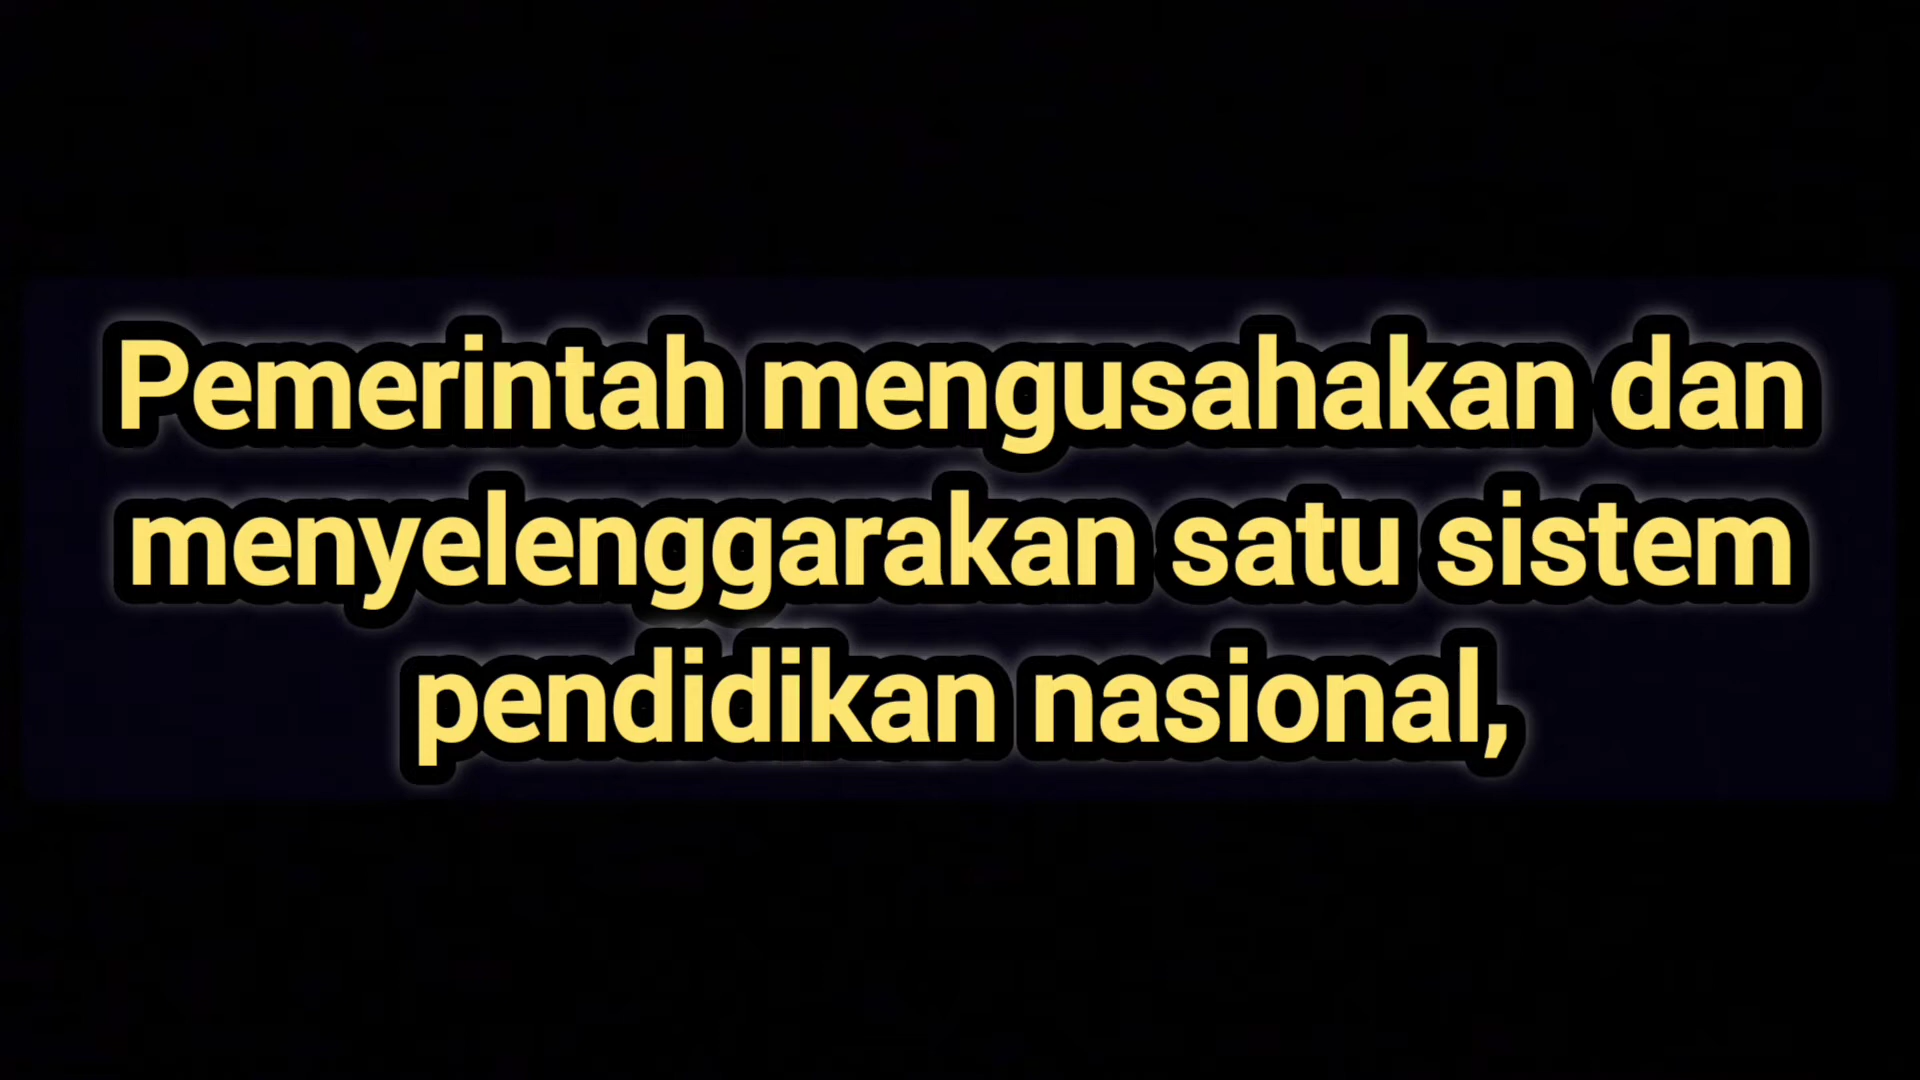 Pemerintah mengusahakan dan
menyelenggarakan satu sistem
pendidikan nasional,